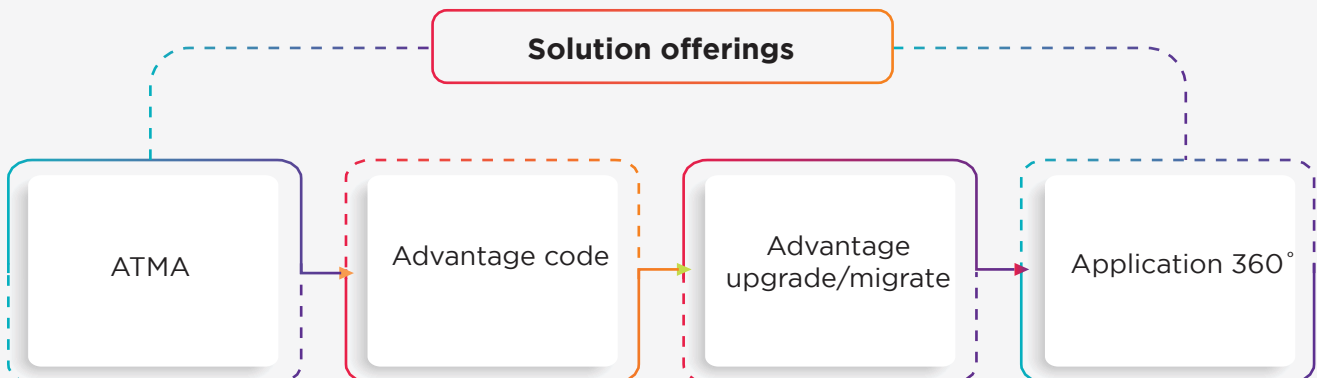 Solution offerings
ATMA
Advantage code
Advantage
upgrade/migrate
Application 360°